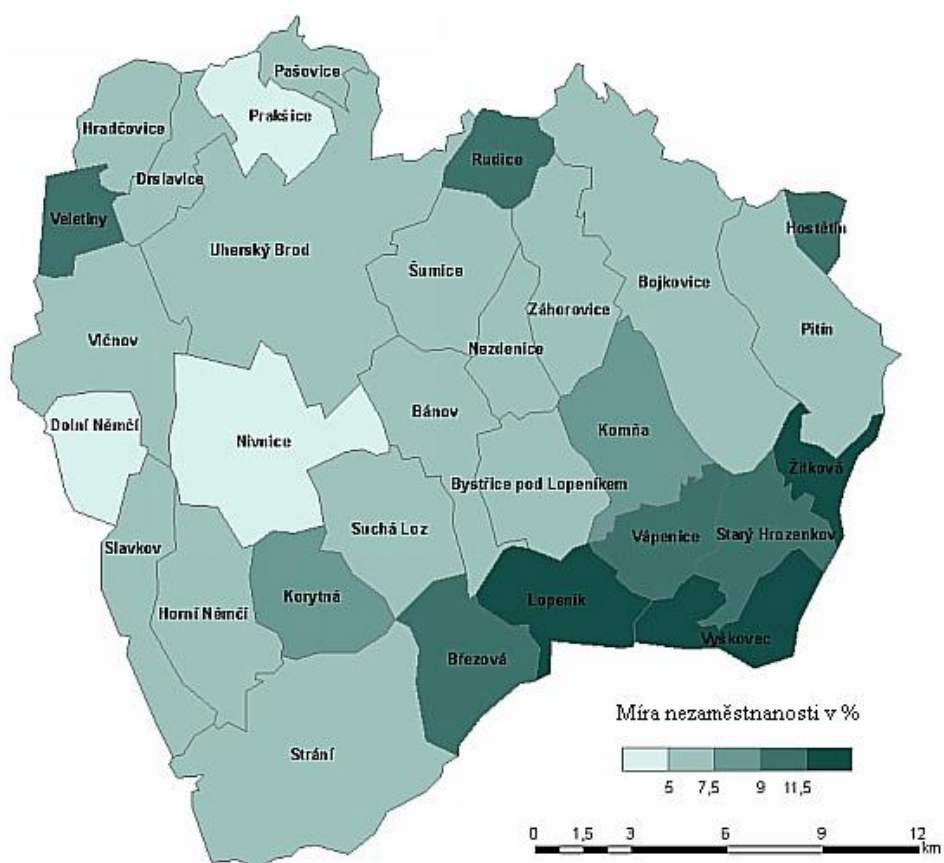 Pašovice
Prakšice
Hradčovice
Rudice
Drslavice
Veletiny
Hostětín
Uherský Brod
Šumice
Bojkovice
Záhorovice
Pitín
Vlčnov
Nezdenice
Bánov
Dolní Němčí
Nivnice
Komňa
Žítková
Bystřice pod Lopeníkem
Suchá Loz
Vápenice
Starý Hrozenkov
Slavkov
Korytná
Lopeník
Horní Němčí
Vyškovec
Březová
Strání
Míra nezaměstnanosti v %
5 7,5 9 11,5
0 1,5 3 6 9 12
km